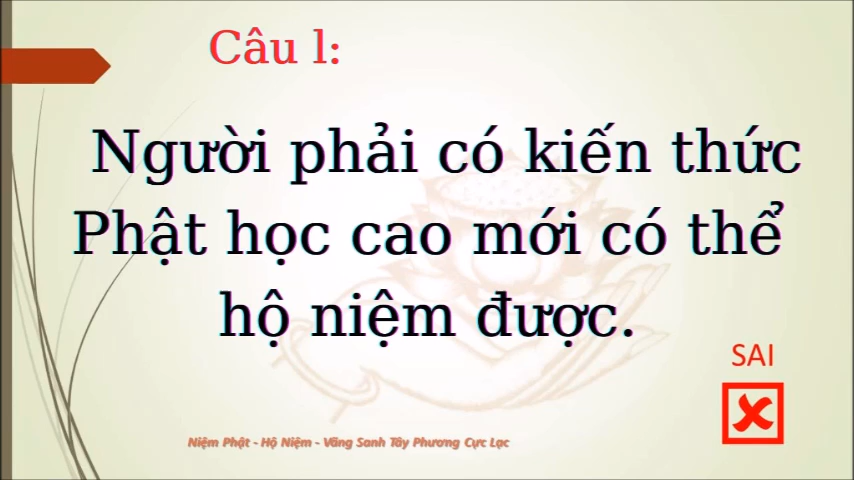 Câu l:
Người phải có kiến thức
Phật học cao mới có thể
hộ niệm được.
SAI
Niệm Phật - Hộ Niệm - Vãng Sanh Tây Phương Cực Lạc